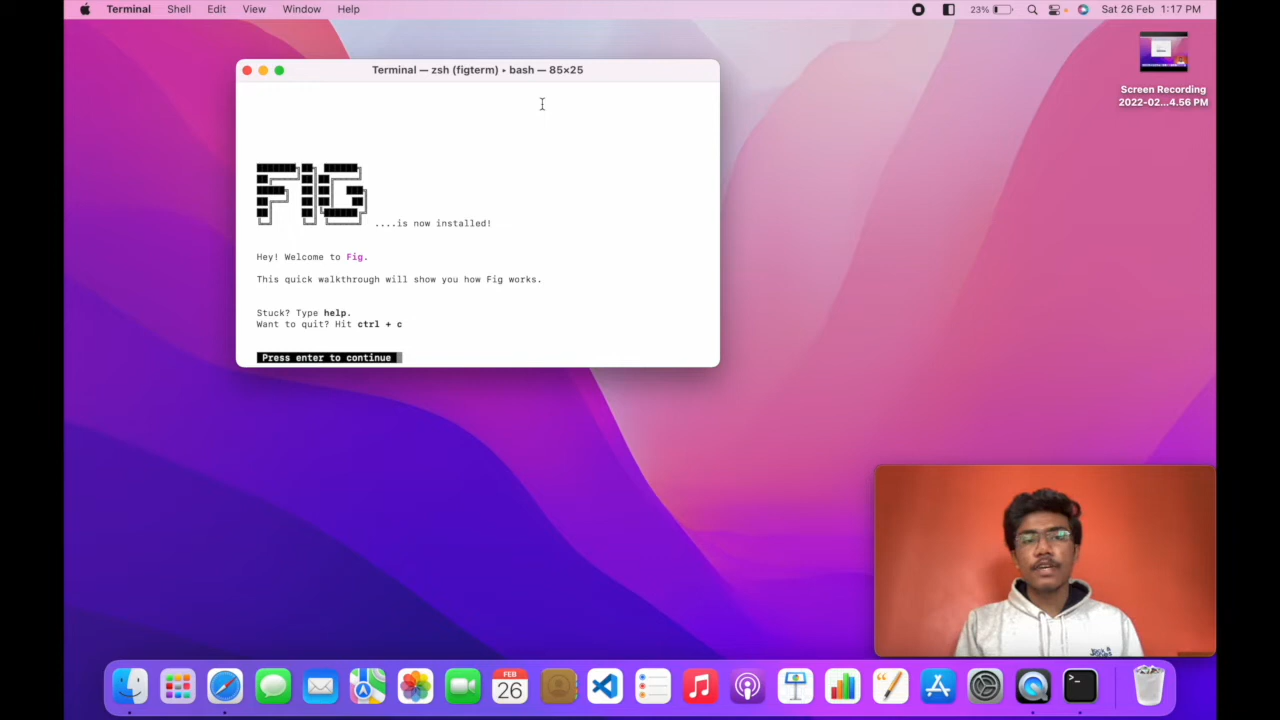 Terminal Shell Edit View Window Help 23% Sat 26 Feb 1:17 PM
Screen Recording
2022-02...4.56 PM
Terminal — zsh (figterm) • bash — 85×25
FIG ....is now installed!
Hey! Welcome to Fig.
This quick walkthrough will show you how Fig works.
Stuck? Type help.
Want to quit? Hit ctrl + c
Press enter to continue
FEB
26
>_